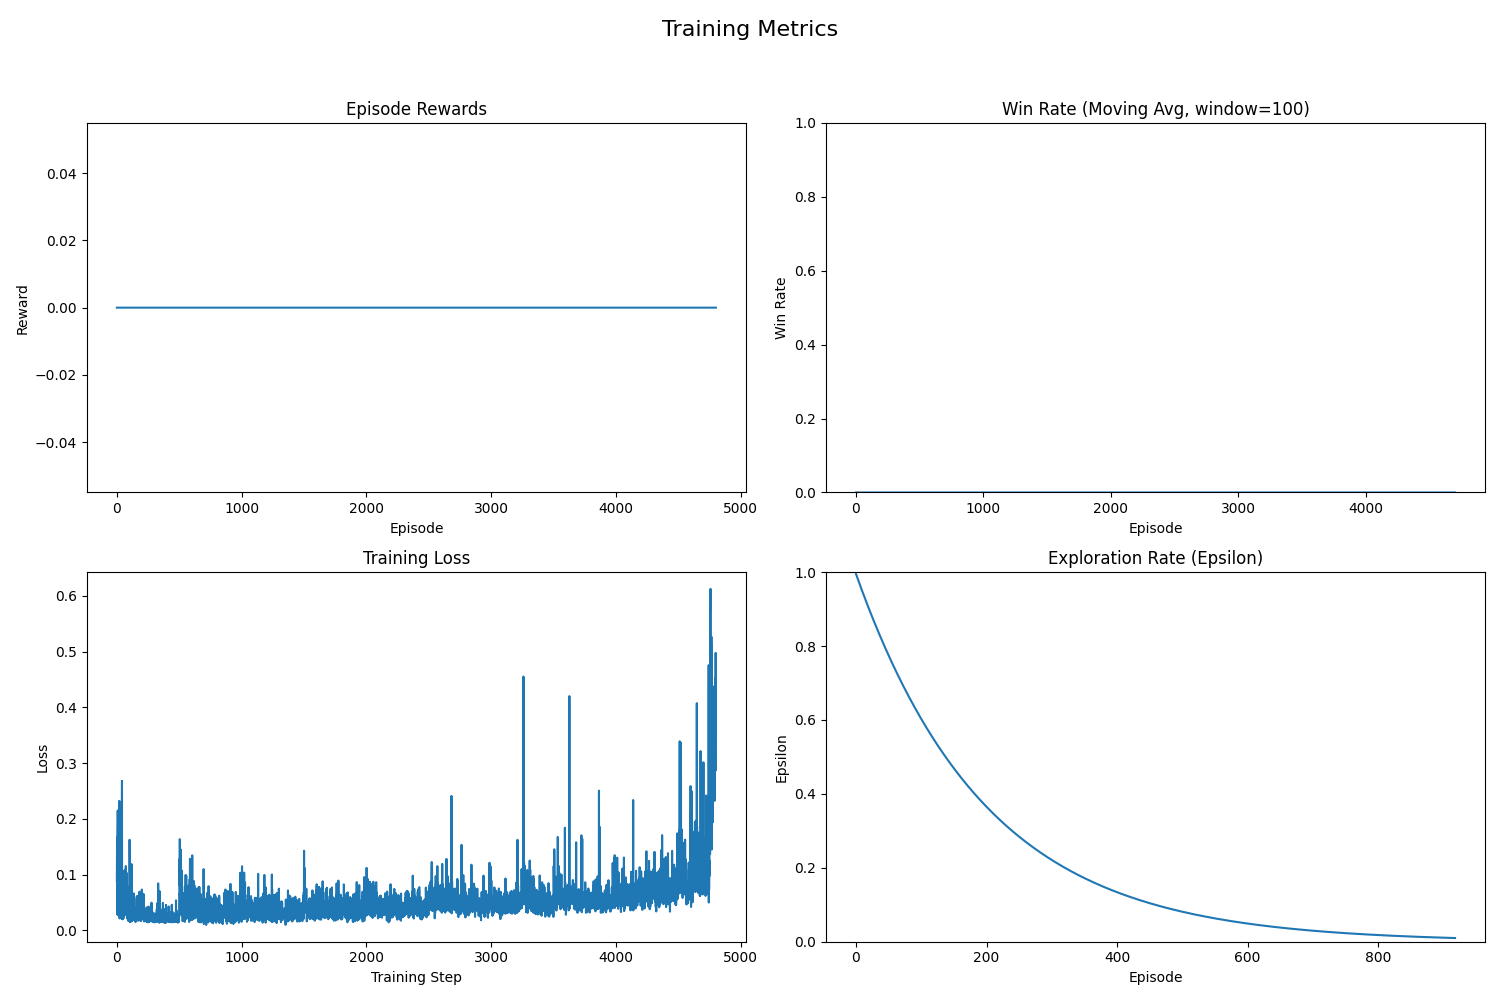 Training Metrics
Episode Rewards
0.04
0.02
0.00
−0.02
−0.04
Reward
0 1000 2000 3000 4000 5000
Episode
Win Rate (Moving Avg, window=100)
1.0
0.8
0.6
0.4
0.2
0.0
Win Rate
0 1000 2000 3000 4000
Episode
Training Loss
0.6
0.5
0.4
0.3
0.2
0.1
0.0
Loss
0 1000 2000 3000 4000 5000
Training Step
Exploration Rate (Epsilon)
1.0
0.8
0.6
0.4
0.2
0.0
Epsilon
0 200 400 600 800
Episode